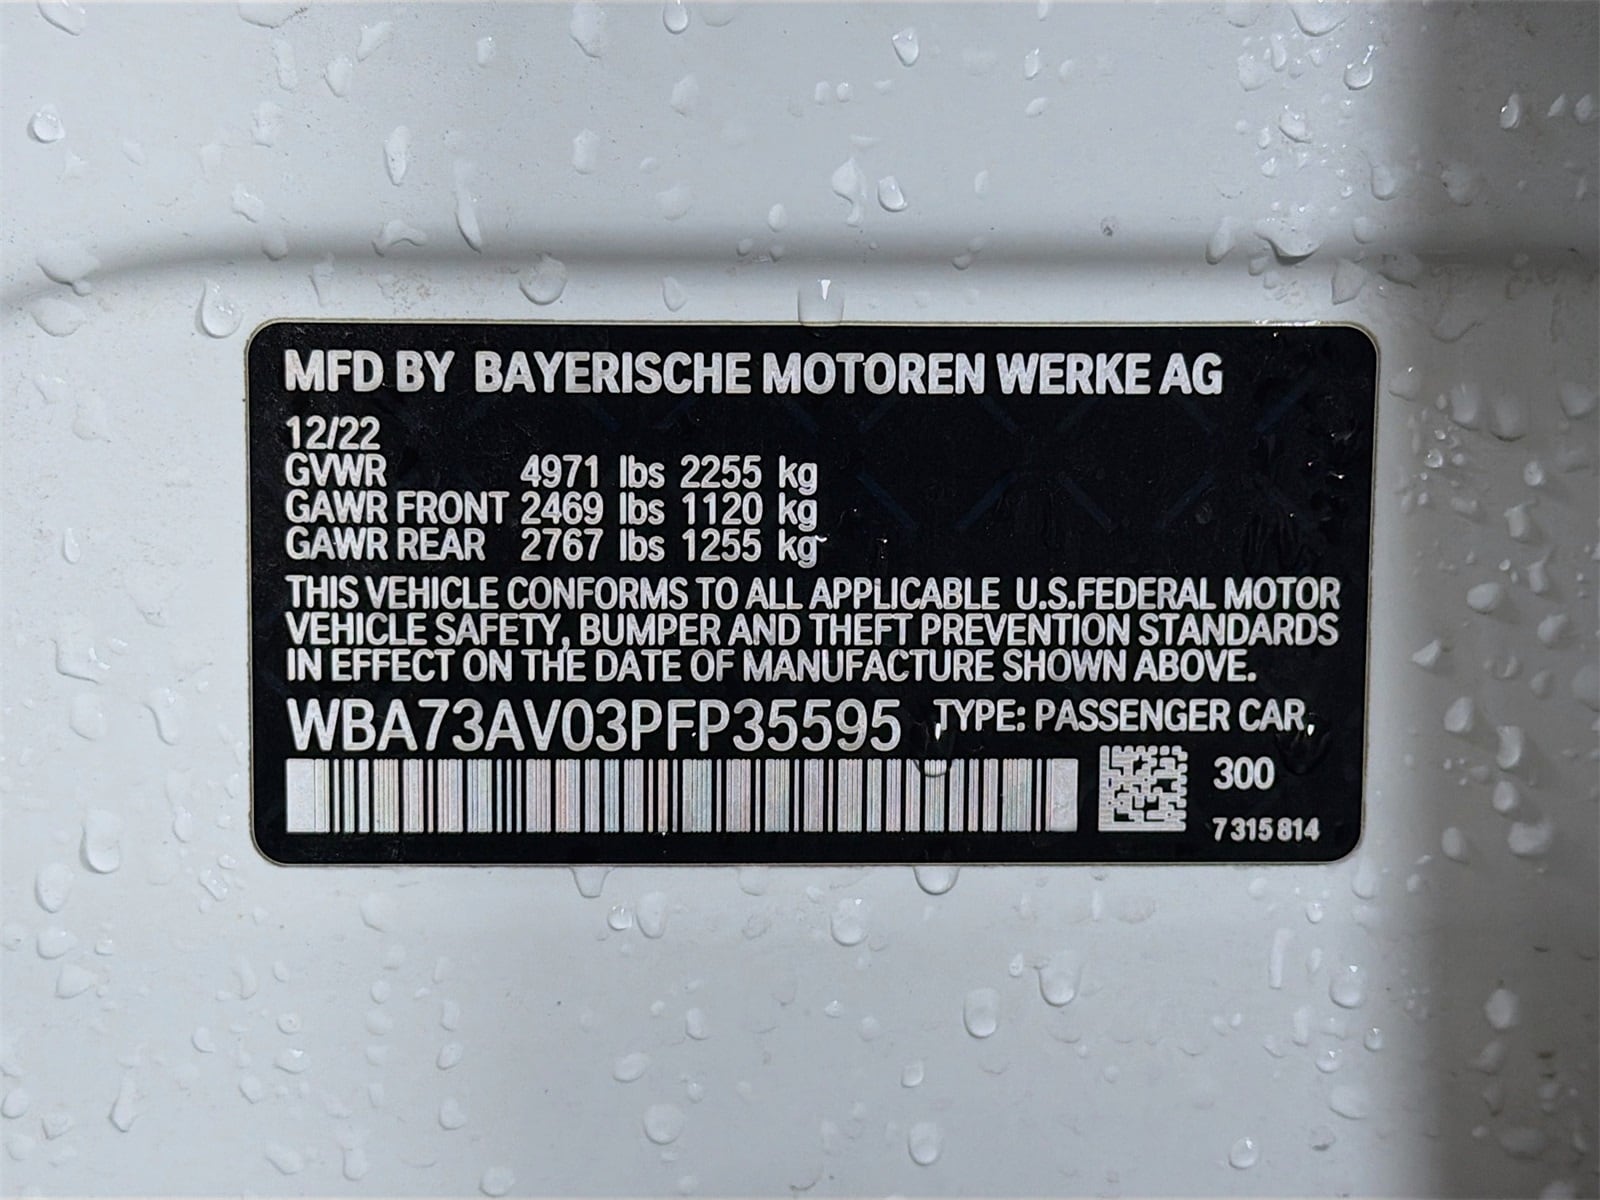 MFD BY BAYERISCHE MOTOREN WERKE AG
12/22
GVWR 4971 lbs 2255 kg
GAWR FRONT 2469 lbs 1120 kg
GAWR REAR 2767 lbs 1255 kg
THIS VEHICLE CONFORMS TO ALL APPLICABLE U.S.FEDERAL MOTOR
VEHICLE SAFETY, BUMPER AND THEFT PREVENTION STANDARDS
IN EFFECT ON THE DATE OF MANUFACTURE SHOWN ABOVE.
WBA73AV03PFP35595 TYPE: PASSENGER CAR,
300
7 315 814